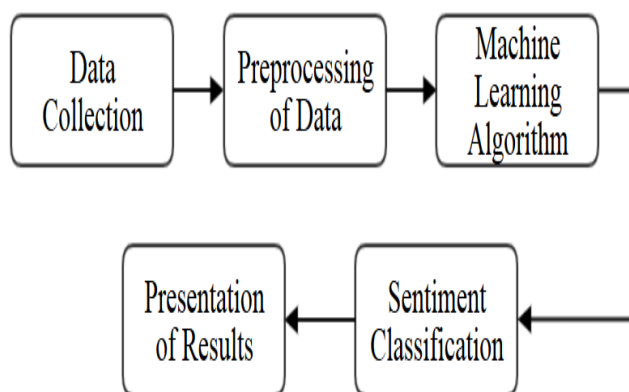 Data
Collection
Preprocessing
of Data
Machine
Learning
Algorithm
Sentiment
Classification
Presentation
of Results